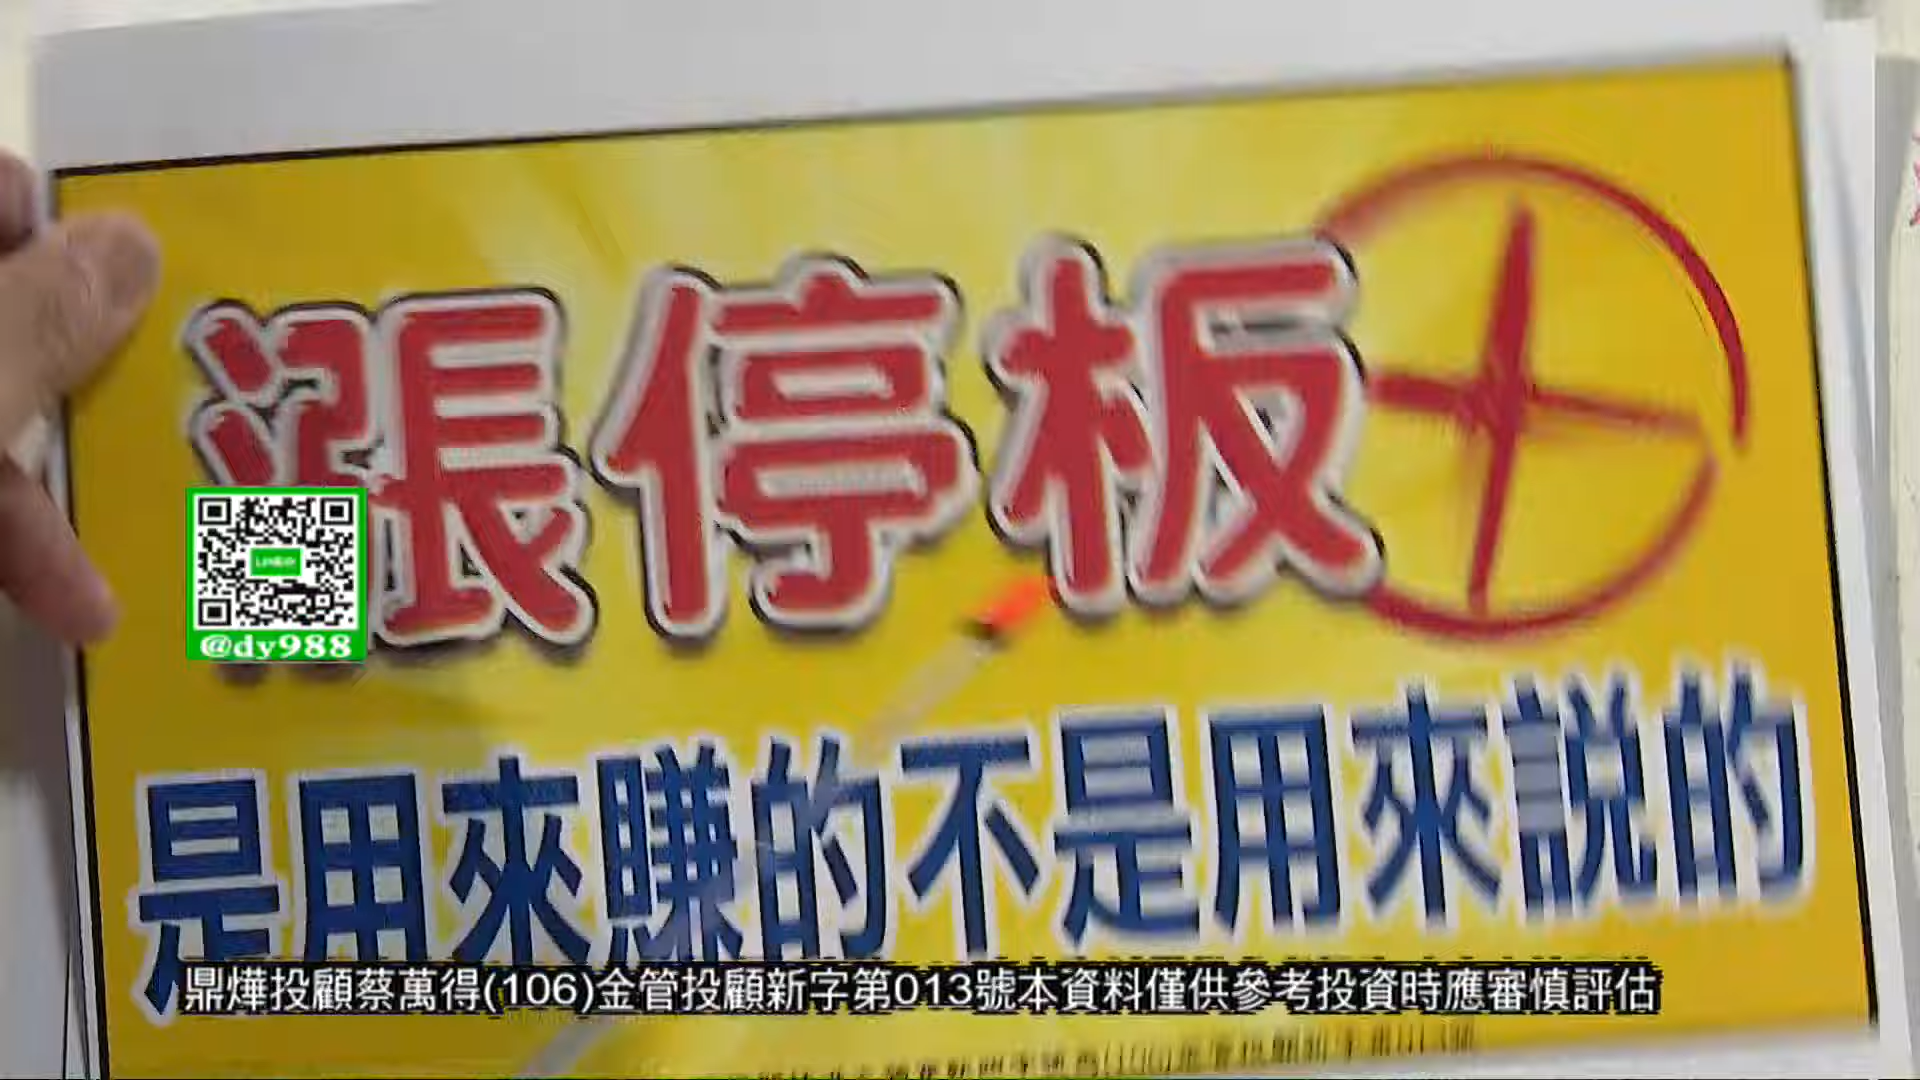 漲停板
@dy988
是用來賺的不是用來説的
鼎燁投顧蔡萬得(106)金管投顧新字第013號本資料僅供參考投資時應審慎評估